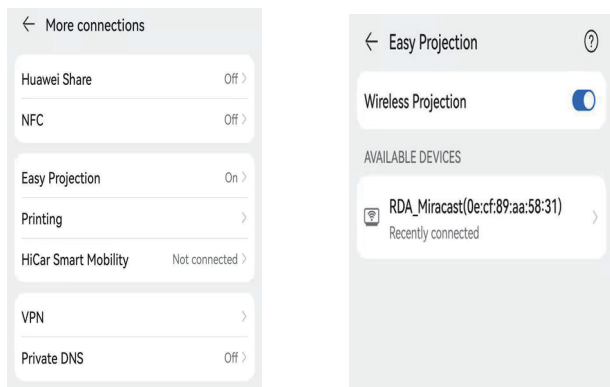 More connections
Huawei Share Off
NFC Off
Easy Projection On
Printing
HiCar Smart Mobility Not connected
VPN
Private DNS Off
Easy Projection ?
Wireless Projection
AVAILABLE DEVICES
RDA_Miracast(0e:cf:89:aa:58:31)
Recently connected